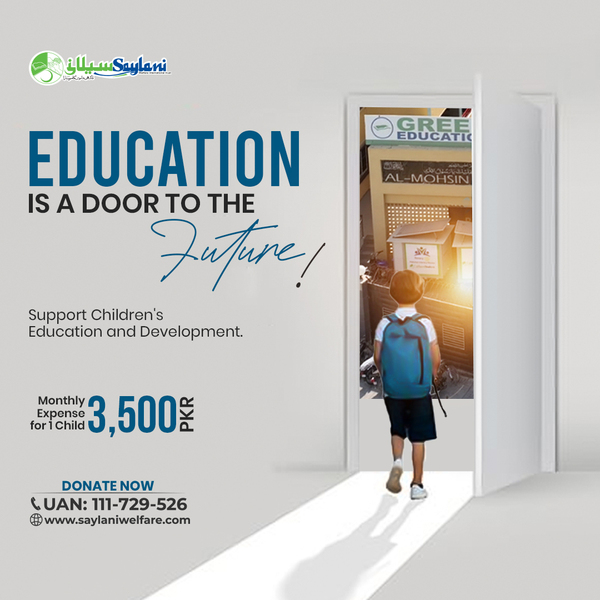 سیلانی Saylani
EDUCATION
IS A DOOR TO THE
Future!
Support Children's
Education and Development.
Monthly
Expense
for 1 Child
3,500 PKR
DONATE NOW
UAN: 111-729-526
www.saylaniwelfare.com
GREE
EDUCATIO
AL-MOHSIN